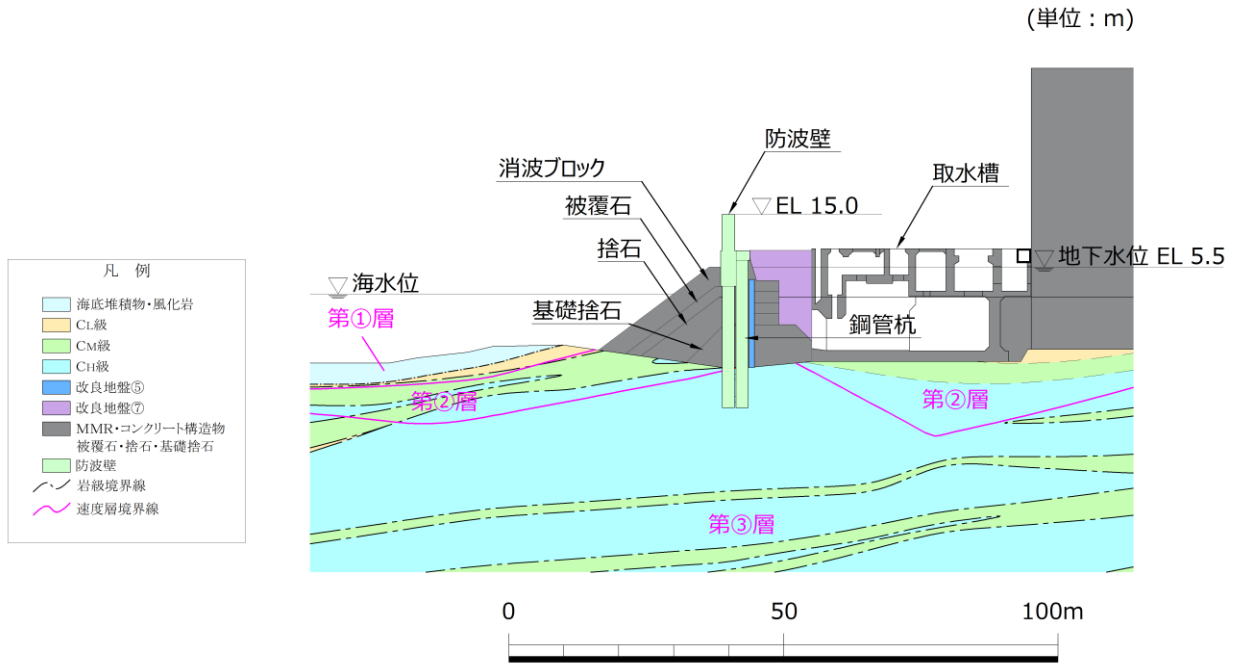 (単位：m)
防波壁
消波ブロック
取水槽
被覆石
▽ EL 15.0
捨石
凡 例
▽ 海水位
▽ 地下水位 EL 5.5
海底堆積物・風化岩
基礎捨石
第①層
鋼管杭
CL級
CM級
CH級
第②層
第②層
改良地盤⑤
改良地盤⑦
MMR・コンクリート構造物
被覆石・捨石・基礎捨石
防波壁
岩級境界線
速度層境界線
第③層
0 50 100m